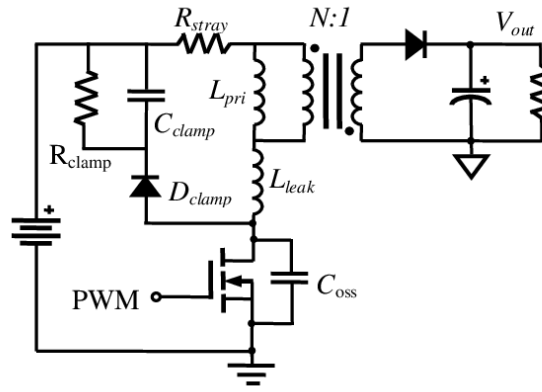 R_stray
N:1
V_out
L_pri
C_clamp
R_clamp
D_clamp
L_leak
+
+
PWM
C_oss